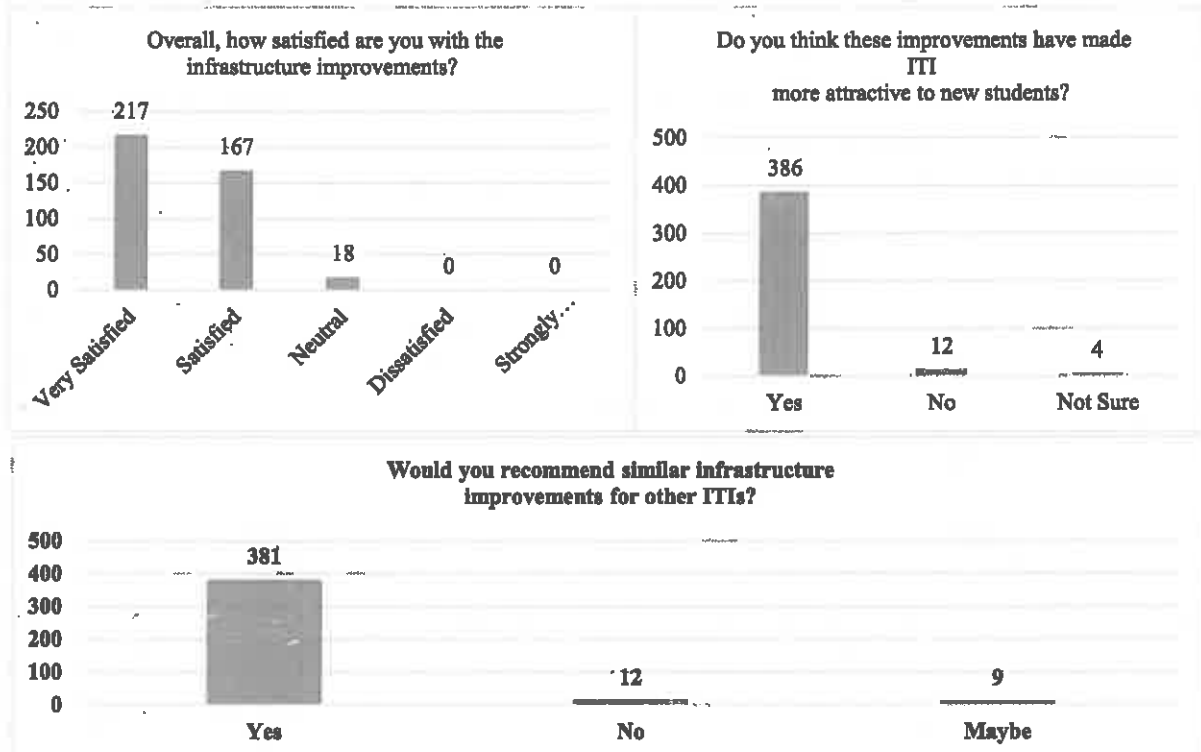 Overall, how satisfied are you with the
infrastructure improvements?
250
200
150
100
50
0
217
167
18
0
0
Very Satisfied
Satisfied
Neutral
Dissatisfied
Strongly...
Do you think these improvements have made
ITI
more attractive to new students?
500
400
300
200
100
0
386
12
4
Yes
No
Not Sure
Would you recommend similar infrastructure
improvements for other ITIs?
500
400
300
200
100
0
381
12
9
Yes
No
Maybe